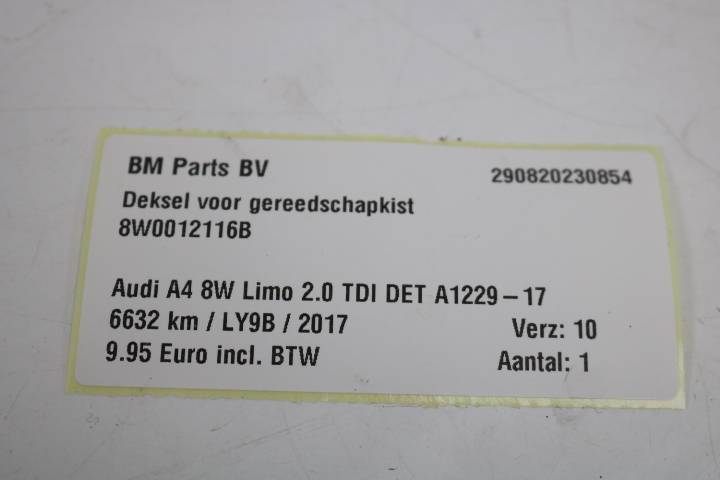 BM Parts BV 290820230854
Deksel voor gereedschapkist
8W0012116B
Audi A4 8W Limo 2.0 TDI DET A1229-17
6632 km / LY9B / 2017 Verz: 10
9.95 Euro incl. BTW Aantal: 1